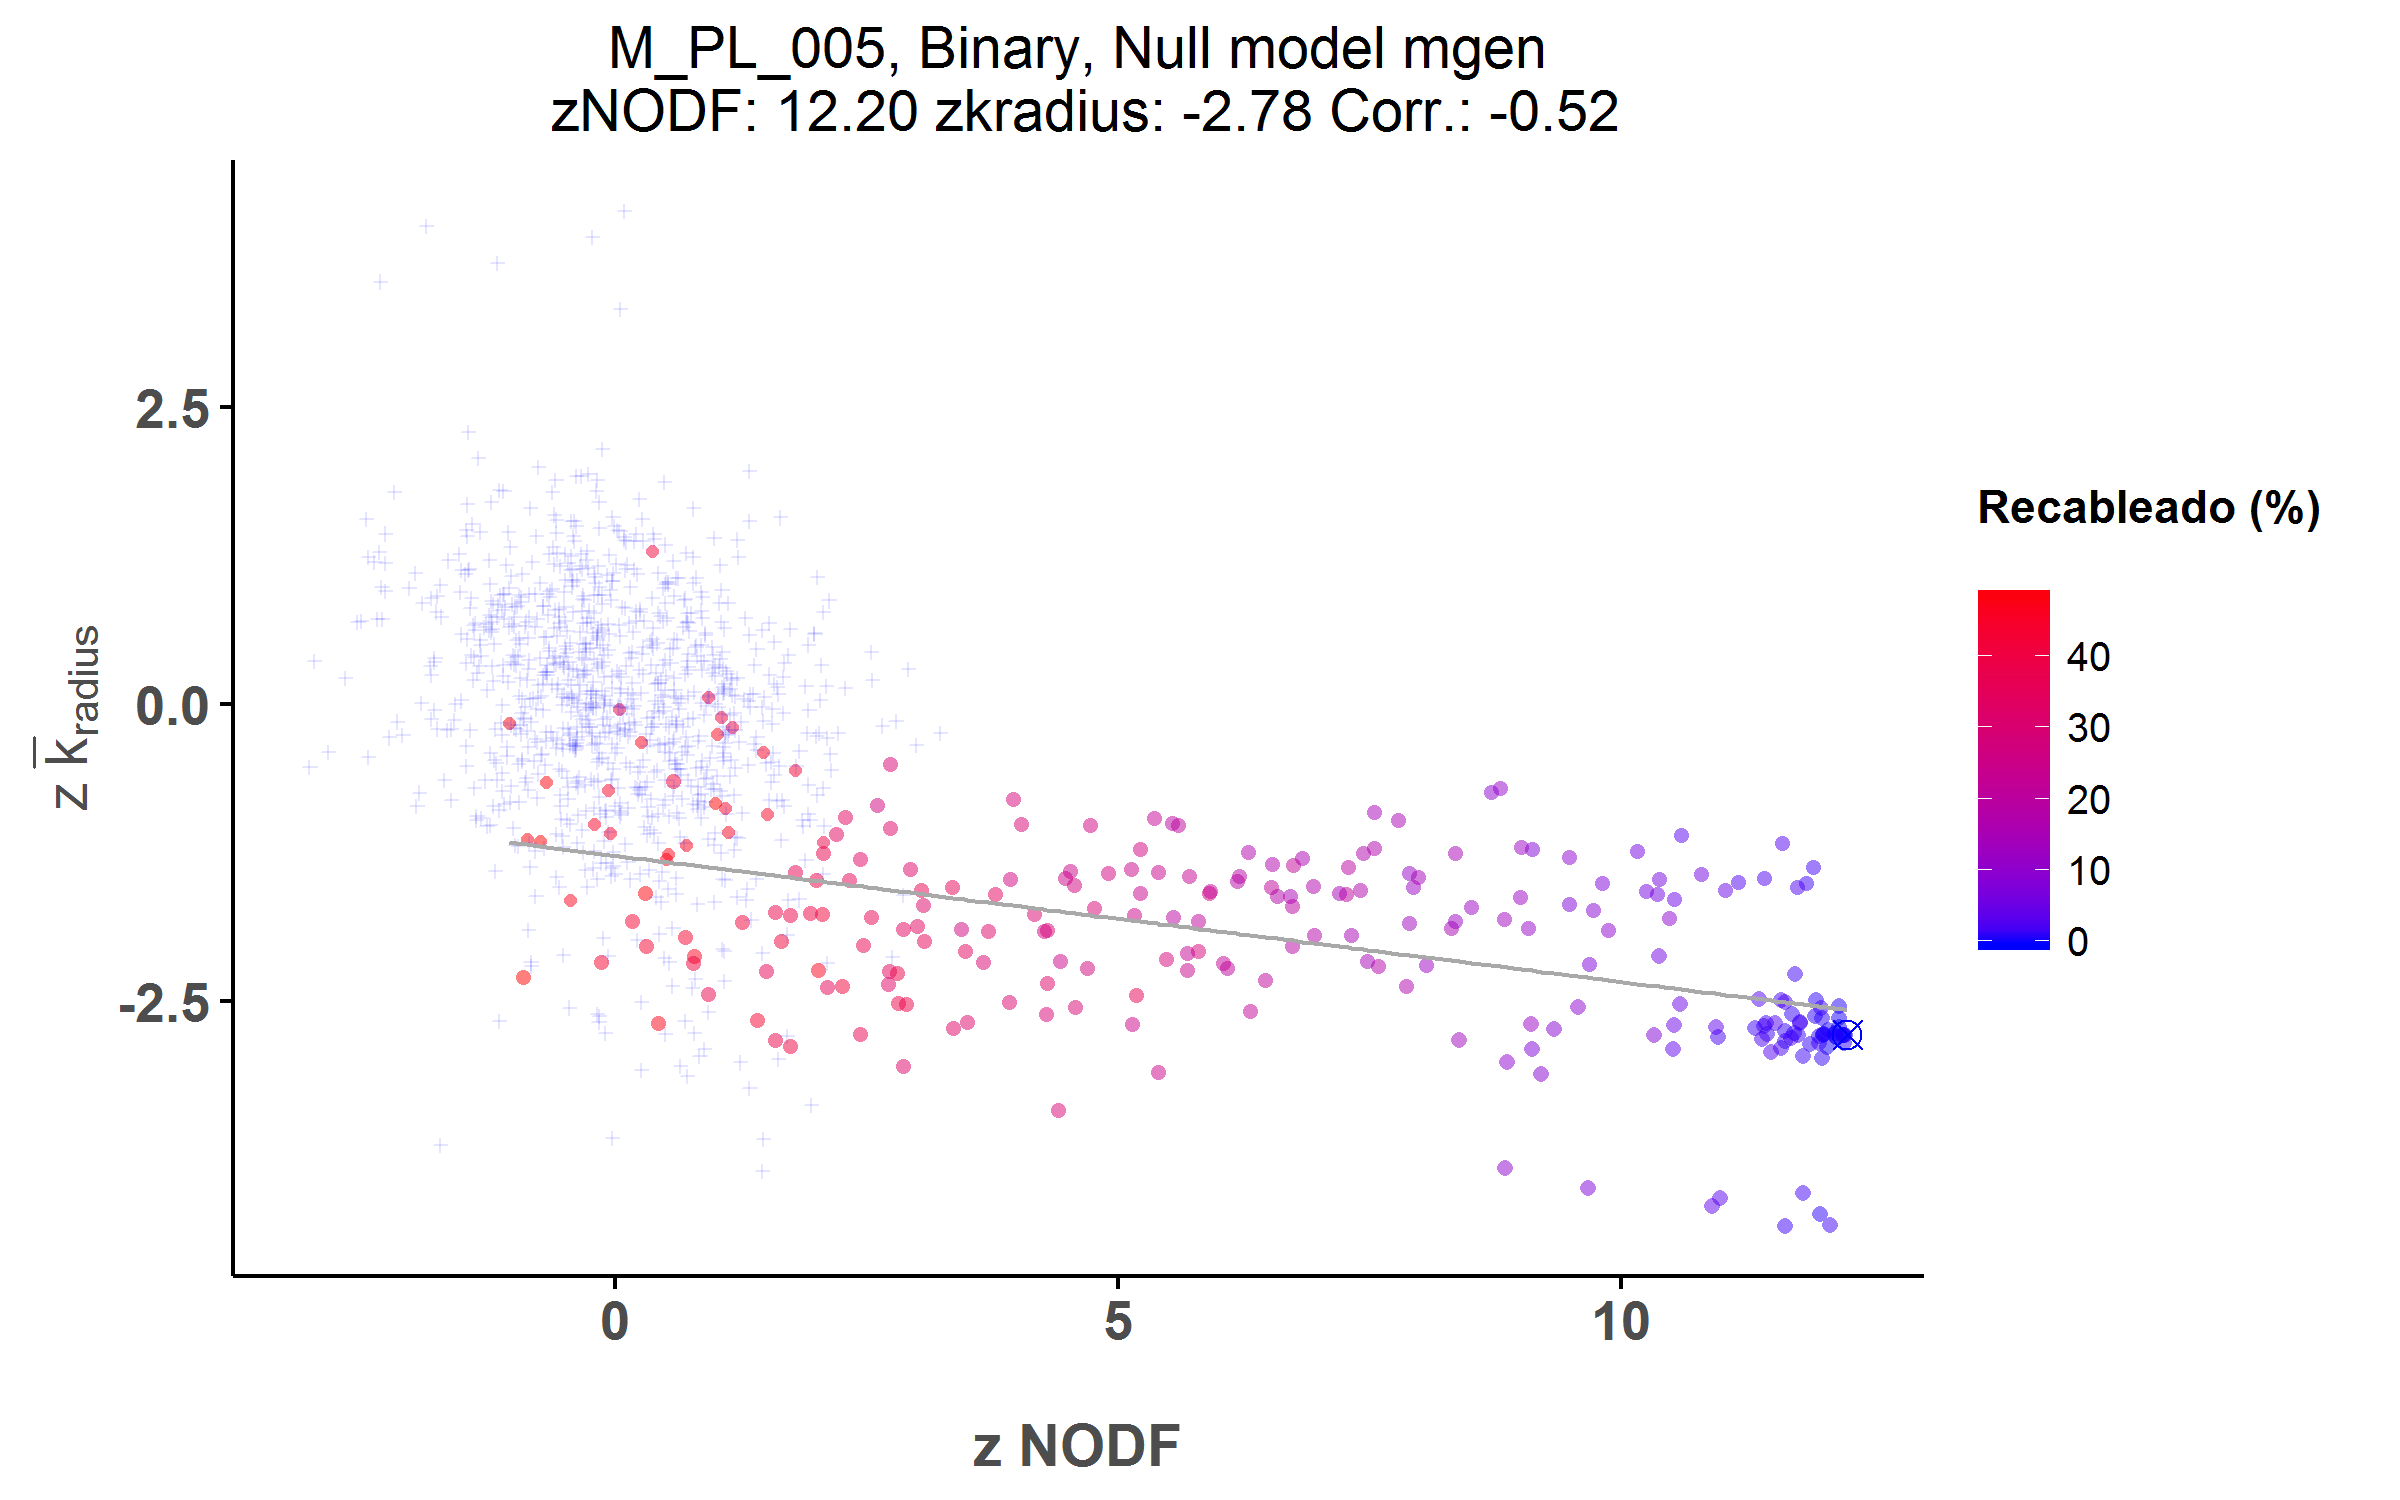 M_PL_005, Binary, Null model mgen
zNODF: 12.20 zkradius: -2.78 Corr.: -0.52
2.5
0.0
-2.5
z k̅radius
0
5
10
z NODF
Recableado (%)
40
30
20
10
0